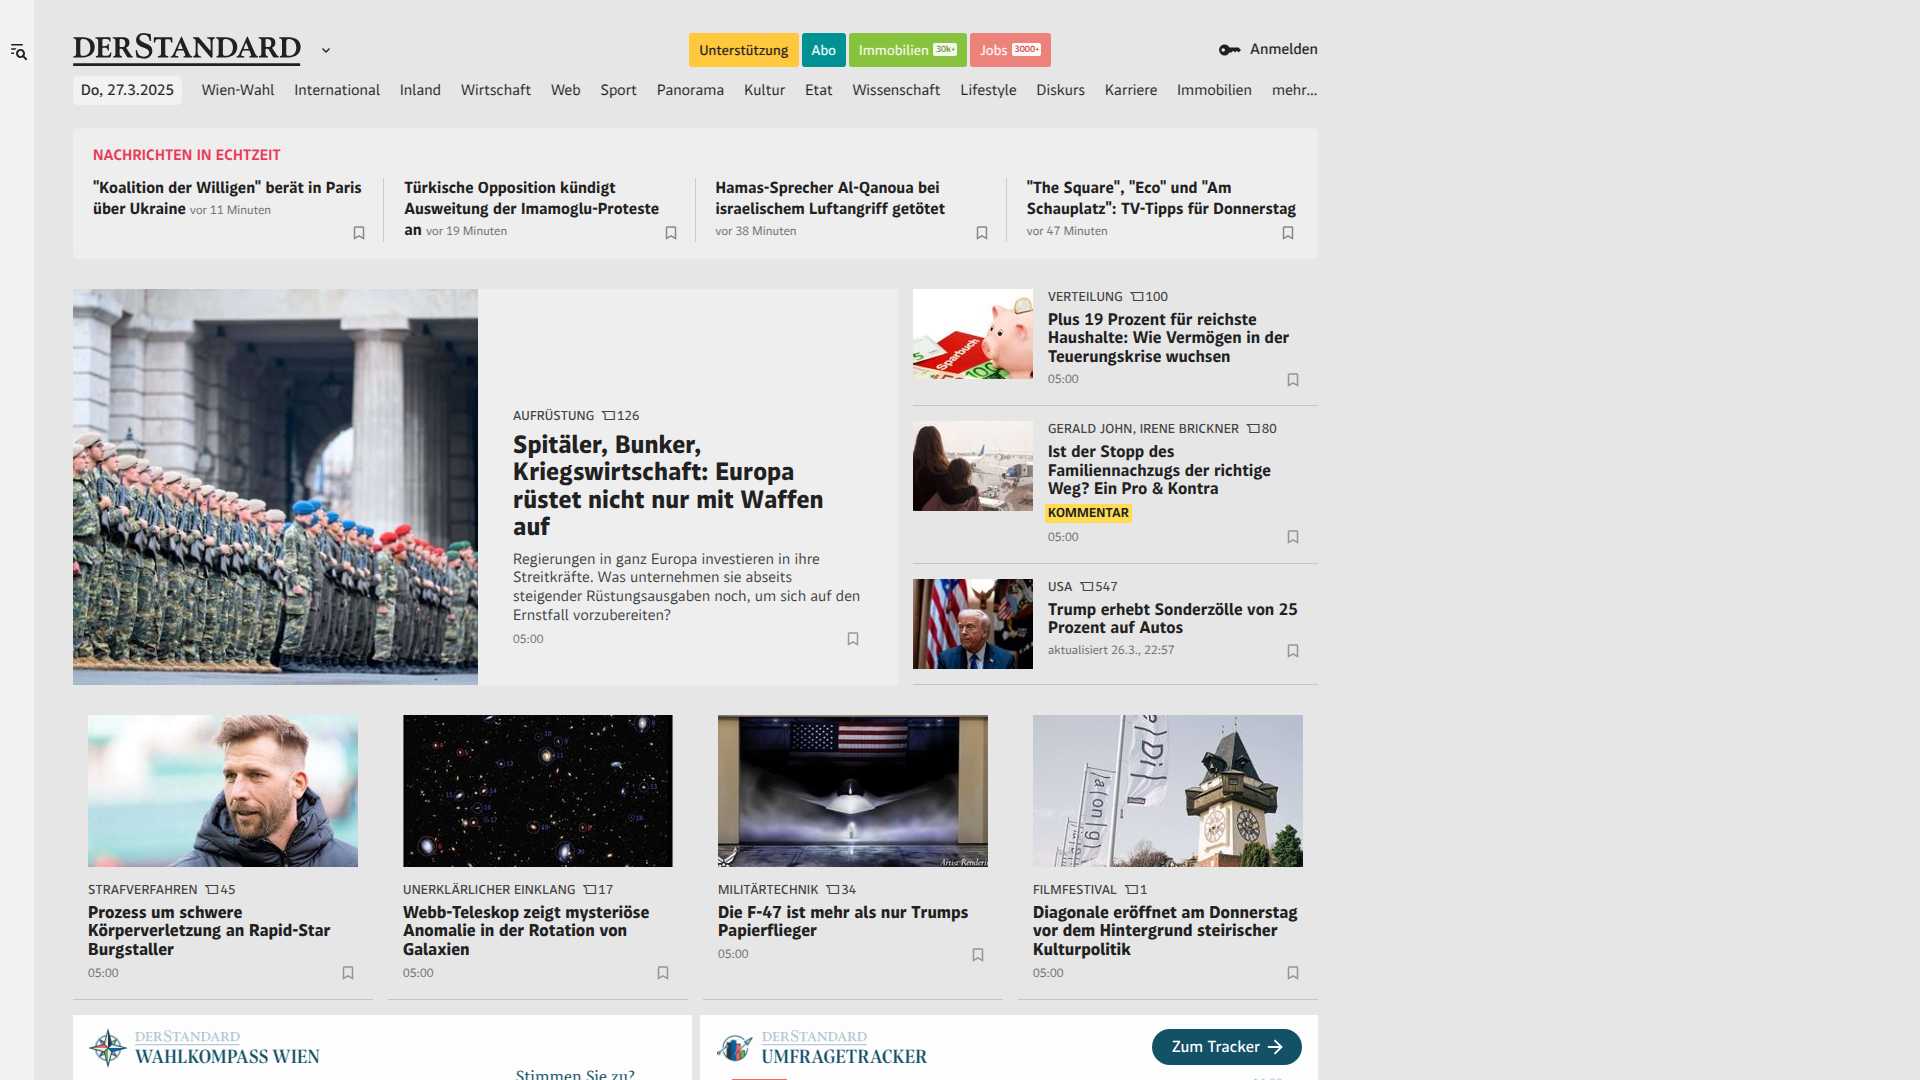 DERSTANDARD
Unterstützung
Abo
Immobilien 30k+
Jobs 3000+
Anmelden
Do, 27.3.2025
Wien-Wahl
International
Inland
Wirtschaft
Web
Sport
Panorama
Kultur
Etat
Wissenschaft
Lifestyle
Diskurs
Karriere
Immobilien
mehr...
NACHRICHTEN IN ECHTZEIT
"Koalition der Willigen" berät in Paris
über Ukraine vor 11 Minuten
Türkische Opposition kündigt
Ausweitung der Imamoglu-Proteste
an vor 19 Minuten
Hamas-Sprecher Al-Qanoua bei
israelischem Luftangriff getötet
vor 38 Minuten
"The Square", "Eco" und "Am
Schauplatz": TV-Tipps für Donnerstag
vor 47 Minuten
AUFRÜSTUNG 126
Spitäler, Bunker,
Kriegswirtschaft: Europa
rüstet nicht nur mit Waffen
auf
Regierungen in ganz Europa investieren in ihre
Streitkräfte. Was unternehmen sie abseits
steigender Rüstungsausgaben noch, um sich auf den
Ernstfall vorzubereiten?
05:00
Sparbuch
100
VERTEILUNG 100
Plus 19 Prozent für reichste
Haushalte: Wie Vermögen in der
Teuerungskrise wuchsen
05:00
GERALD JOHN, IRENE BRICKNER 80
Ist der Stopp des
Familiennachzugs der richtige
Weg? Ein Pro & Kontra
KOMMENTAR
05:00
USA 547
Trump erhebt Sonderzölle von 25
Prozent auf Autos
aktualisiert 26.3., 22:57
STRAFVERFAHREN 45
Prozess um schwere
Körperverletzung an Rapid-Star
Burgstaller
05:00
UNERKLÄRLICHER EINKLANG 17
Webb-Teleskop zeigt mysteriöse
Anomalie in der Rotation von
Galaxien
05:00
Artist Renderi
MILITÄRTECHNIK 34
Die F-47 ist mehr als nur Trumps
Papierflieger
05:00
FILMFESTIVAL 1
Diagonale eröffnet am Donnerstag
vor dem Hintergrund steirischer
Kulturpolitik
05:00
DERSTANDARD
WAHLKOMPASS WIEN
Stimmen Sie zu?
DERSTANDARD
UMFRAGETRACKER
Zum Tracker